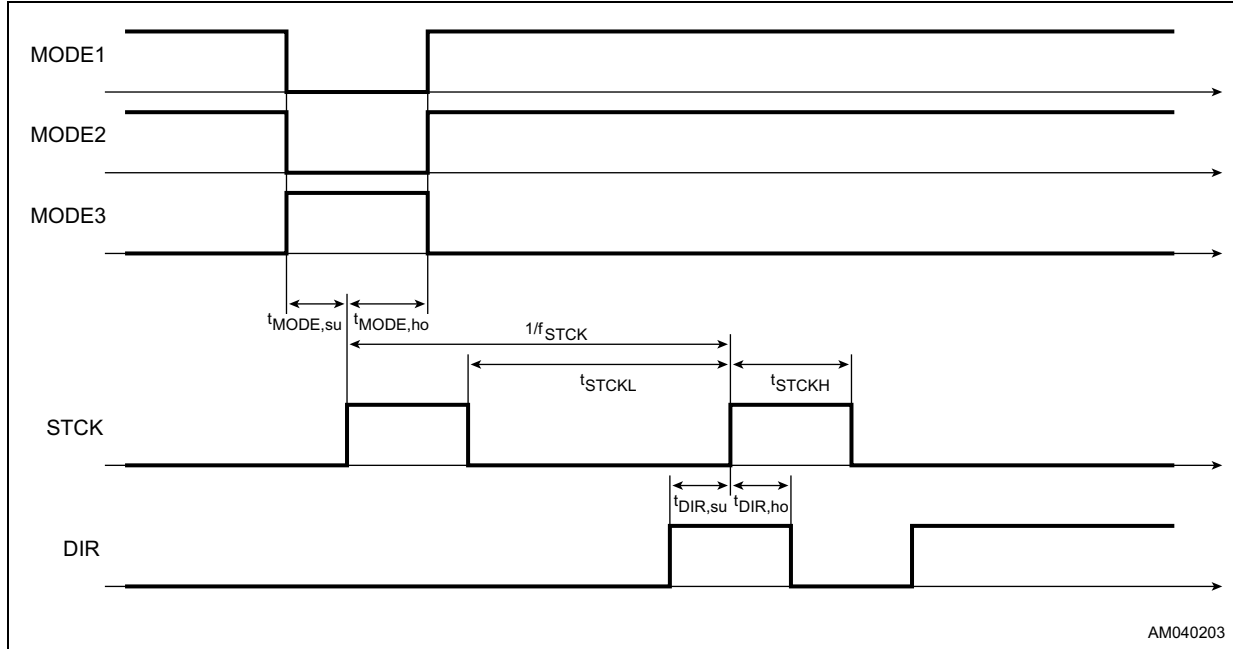 MODE1
MODE2
MODE3
tMODE,su tMODE,ho
1/fSTCK
tSTCKL tSTCKH
STCK
tDIR,su tDIR,ho
DIR
AM040203